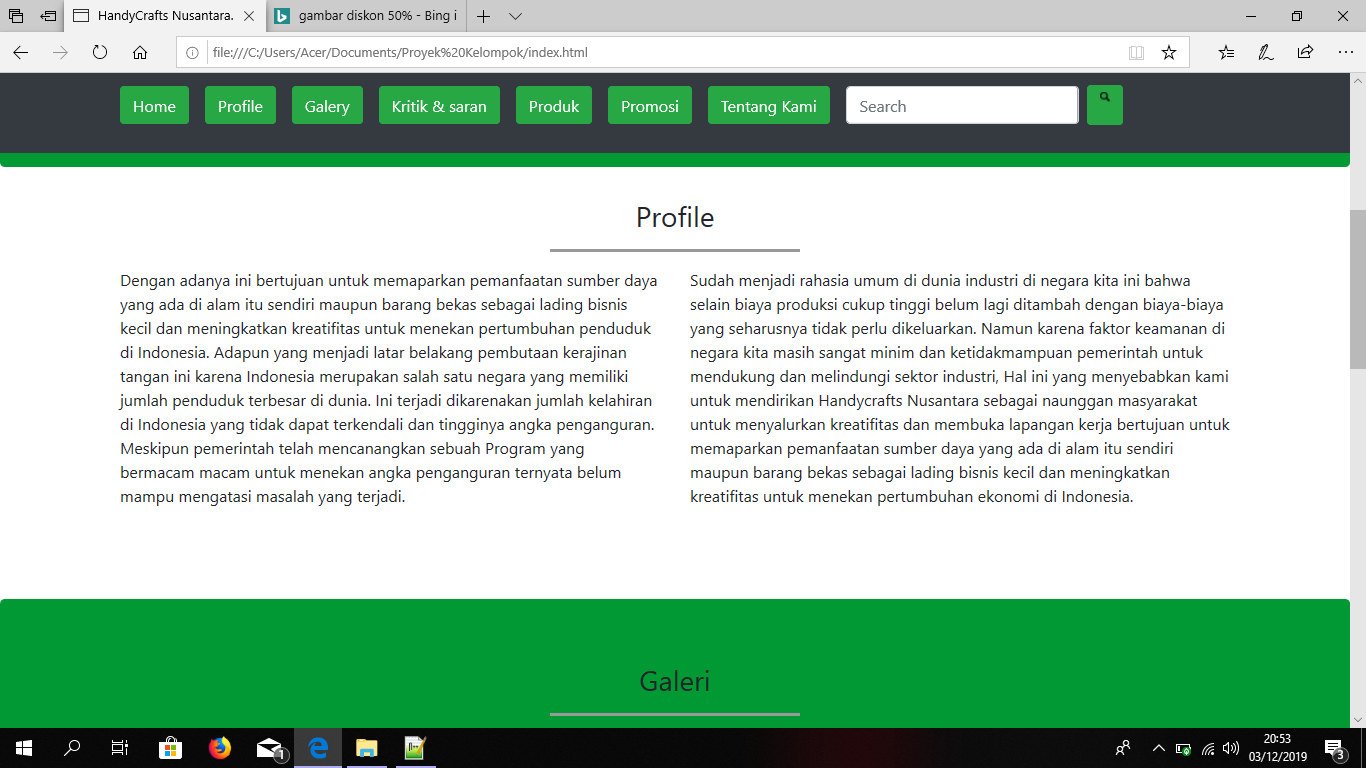 HandyCrafts Nusantara.
gambar diskon 50% - Bing i
file:///C:/Users/Acer/Documents/Proyek%20Kelompok/index.html
Home Profile Galery Kritik & saran Produk Promosi Tentang Kami Search
Profile
Dengan adanya ini bertujuan untuk memaparkan pemanfaatan sumber daya
yang ada di alam itu sendiri maupun barang bekas sebagai lading bisnis
kecil dan meningkatkan kreatifitas untuk menekan pertumbuhan penduduk
di Indonesia. Adapun yang menjadi latar belakang pembutaan kerajinan
tangan ini karena Indonesia merupakan salah satu negara yang memiliki
jumlah penduduk terbesar di dunia. Ini terjadi dikarenakan jumlah kelahiran
di Indonesia yang tidak dapat terkendali dan tingginya angka penganguran.
Meskipun pemerintah telah mencanangkan sebuah Program yang
bermacam macam untuk menekan angka penganguran ternyata belum
mampu mengatasi masalah yang terjadi.
Sudah menjadi rahasia umum di dunia industri di negara kita ini bahwa
selain biaya produksi cukup tinggi belum lagi ditambah dengan biaya-biaya
yang seharusnya tidak perlu dikeluarkan. Namun karena faktor keamanan di
negara kita masih sangat minim dan ketidakmampuan pemerintah untuk
mendukung dan melindungi sektor industri, Hal ini yang menyebabkan kami
untuk mendirikan Handycrafts Nusantara sebagai naunggan masyarakat
untuk menyalurkan kreatifitas dan membuka lapangan kerja bertujuan untuk
memaparkan pemanfaatan sumber daya yang ada di alam itu sendiri
maupun barang bekas sebagai lading bisnis kecil dan meningkatkan
kreatifitas untuk menekan pertumbuhan ekonomi di Indonesia.
Galeri
1
20:53
03/12/2019
3